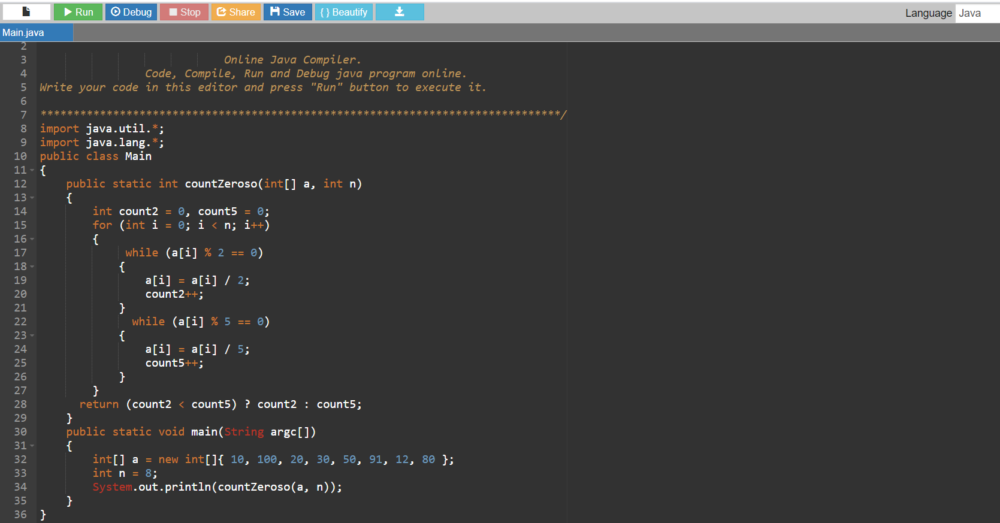 Run Debug Stop Share Save { } Beautify Language Java
Main.java
2
3 Online Java Compiler.
4 Code, Compile, Run and Debug java program online.
5 Write your code in this editor and press "Run" button to execute it.
6
7 *******************************************************************************/
8 import java.util.*;
9 import java.lang.*;
10 public class Main
11 {
12 public static int countZeroso(int[] a, int n)
13 {
14 int count2 = 0, count5 = 0;
15 for (int i = 0; i < n; i++)
16 {
17 while (a[i] % 2 == 0)
18 {
19 a[i] = a[i] / 2;
20 count2++;
21 }
22 while (a[i] % 5 == 0)
23 {
24 a[i] = a[i] / 5;
25 count5++;
26 }
27 }
28 return (count2 < count5) ? count2 : count5;
29 }
30 public static void main(String argc[])
31 {
32 int[] a = new int[]{ 10, 100, 20, 30, 50, 91, 12, 80 };
33 int n = 8;
34 System.out.println(countZeroso(a, n));
35 }
36 }